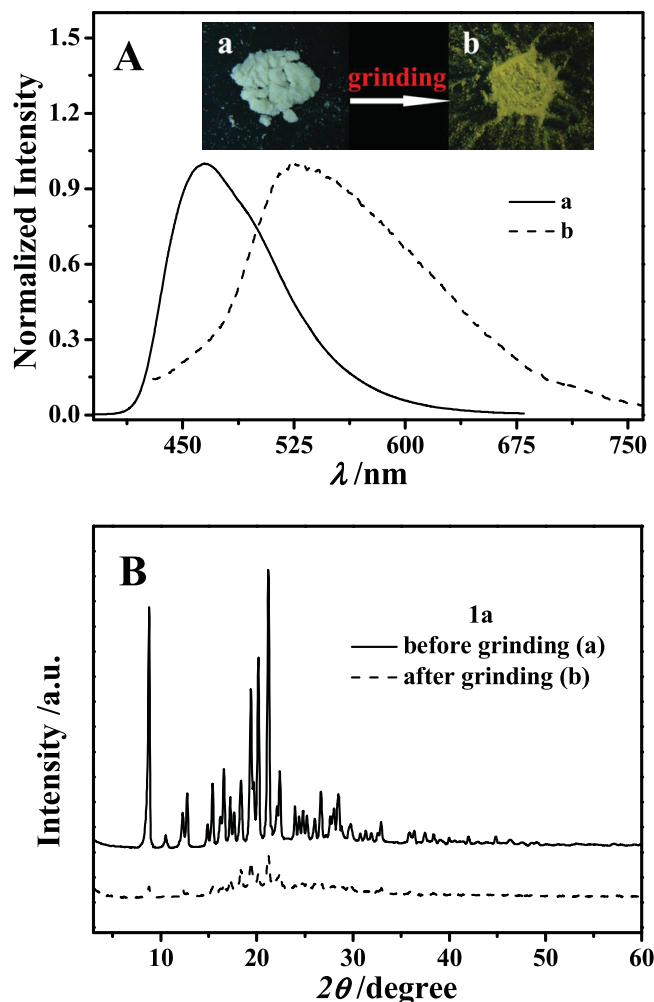 A
a
grinding
b
1.5
1.2
0.9
0.6
0.3
0.0
Normalized Intensity
a
b
450 525 600 675 750
λ /nm
B
1a
before grinding (a)
after grinding (b)
Intensity /a.u.
10 20 30 40 50 60
2θ /degree